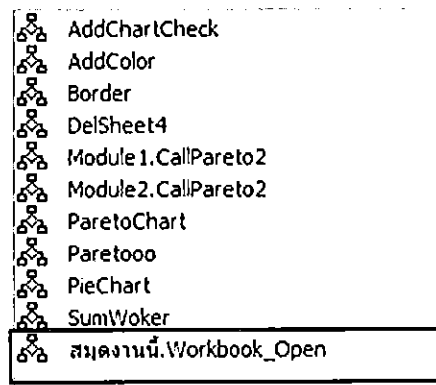 AddChartCheck
AddColor
Border
DelSheet4
Module1.CallPareto2
Module2.CallPareto2
ParetoChart
Paretooo
PieChart
SumWoker
สมุดงานนี้.Workbook_Open